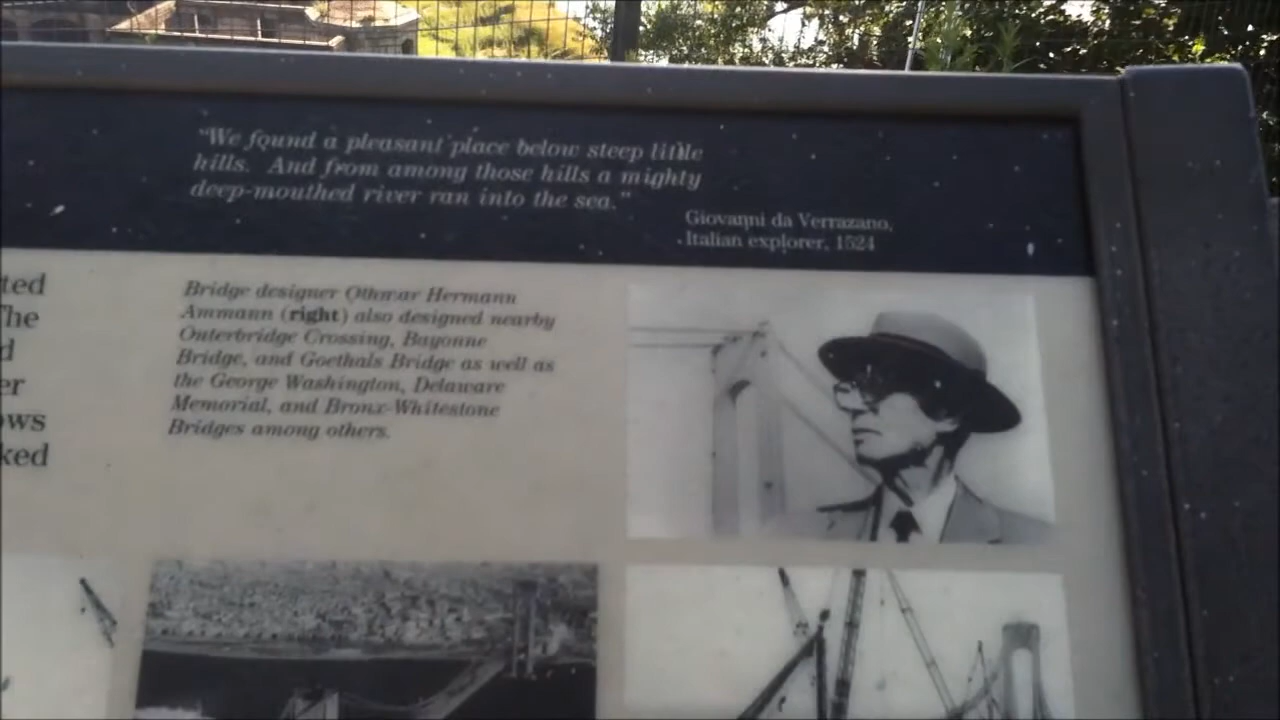 "We found a pleasant place below steep little
hills. And from among those hills a mighty
deep-mouthed river ran into the sea."
Giovanni da Verrazano,
Italian explorer, 1524
ted
The
d
er
ows
ked
Bridge designer Othmar Hermann
Ammann (right) also designed nearby
Outerbridge Crossing, Bayonne
Bridge, and Goethals Bridge as well as
the George Washington, Delaware
Memorial, and Bronx-Whitestone
Bridges among others.